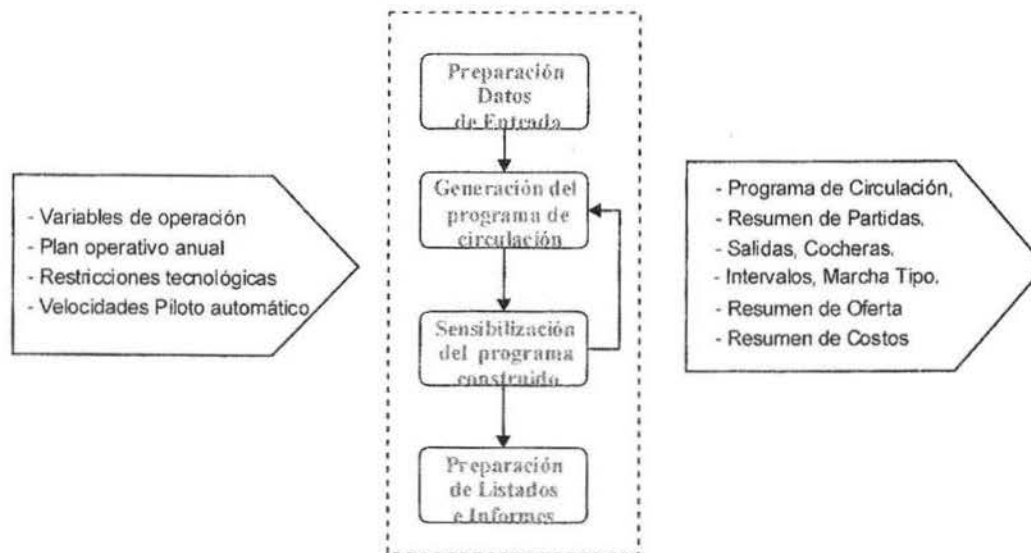 - Variables de operación
- Plan operativo anual
- Restricciones tecnológicas
- Velocidades Piloto automático
Preparación
Datos
de Entrada
Generación del
programa de
circulación
Sensibilización
del programa
construido
Preparación
de Listados
e Informes
- Programa de Circulación,
- Resumen de Partidas.
- Salidas, Cocheras.
- Intervalos, Marcha Tipo.
- Resumen de Oferta
- Resumen de Costos